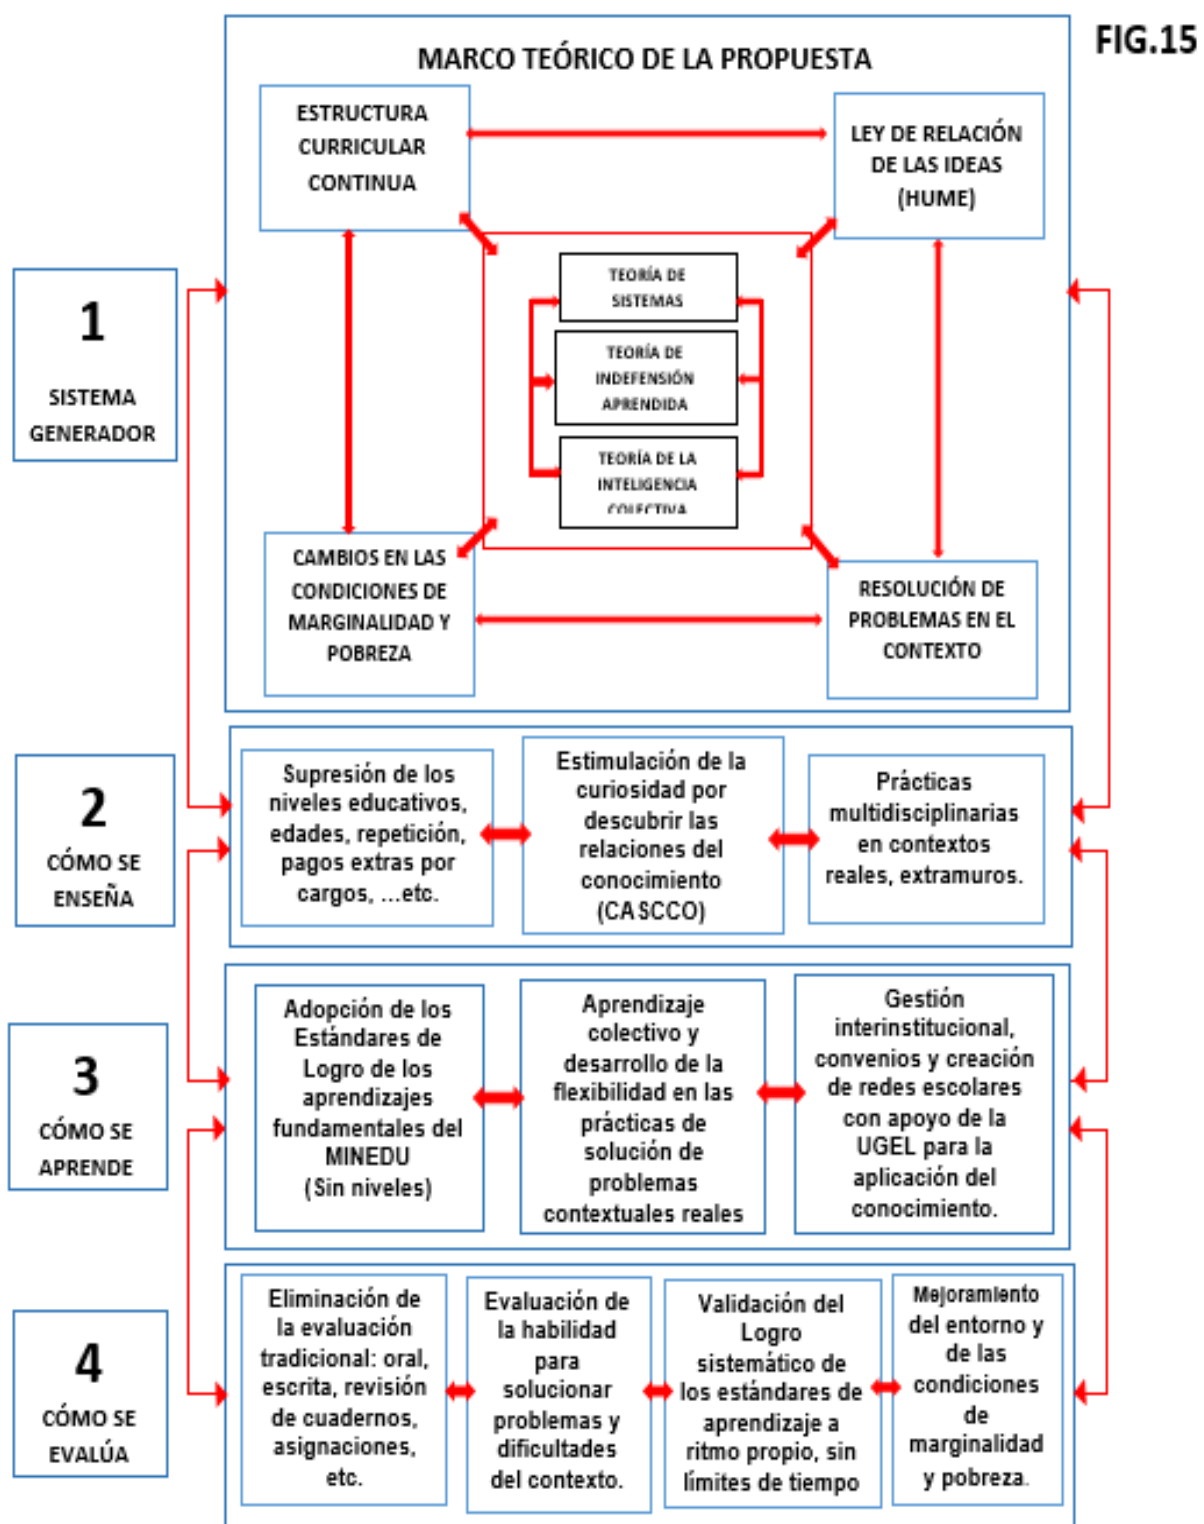 FIG.15
MARCO TEÓRICO DE LA PROPUESTA
ESTRUCTURA
CURRICULAR
CONTINUA
LEY DE RELACIÓN
DE LAS IDEAS
(HUME)
TEORÍA DE
SISTEMAS
TEORÍA DE
INDEFENSIÓN
APRENDIDA
TEORÍA DE LA
INTELIGENCIA
COLECTIVA
CAMBIOS EN LAS
CONDICIONES DE
MARGINALIDAD Y
POBREZA
RESOLUCIÓN DE
PROBLEMAS EN EL
CONTEXTO
1
SISTEMA
GENERADOR
2
CÓMO SE
ENSEÑA
Supresión de los
niveles educativos,
edades, repetición,
pagos extras por
cargos, ...etc.
Estimulación de la
curiosidad por
descubrir las
relaciones del
conocimiento
(CASCCO)
Prácticas
multidisciplinarias
en contextos
reales, extramuros.
3
CÓMO SE
APRENDE
Adopción de los
Estándares de
Logro de los
aprendizajes
fundamentales del
MINEDU
(Sin niveles)
Aprendizaje
colectivo y
desarrollo de la
flexibilidad en las
prácticas de
solución de
problemas
contextuales reales
Gestión
interinstitucional,
convenios y creación
de redes escolares
con apoyo de la
UGEL para la
aplicación del
conocimiento.
4
CÓMO SE
EVALÚA
Eliminación de
la evaluación
tradicional: oral,
escrita, revisión
de cuadernos,
asignaciones,
etc.
Evaluación de
la habilidad
para
solucionar
problemas y
dificultades
del contexto.
Validación del
Logro
sistemático de
los estándares de
aprendizaje a
ritmo propio, sin
límites de tiempo
Mejoramiento
del entorno y
de las
condiciones
de
marginalidad
y pobreza.